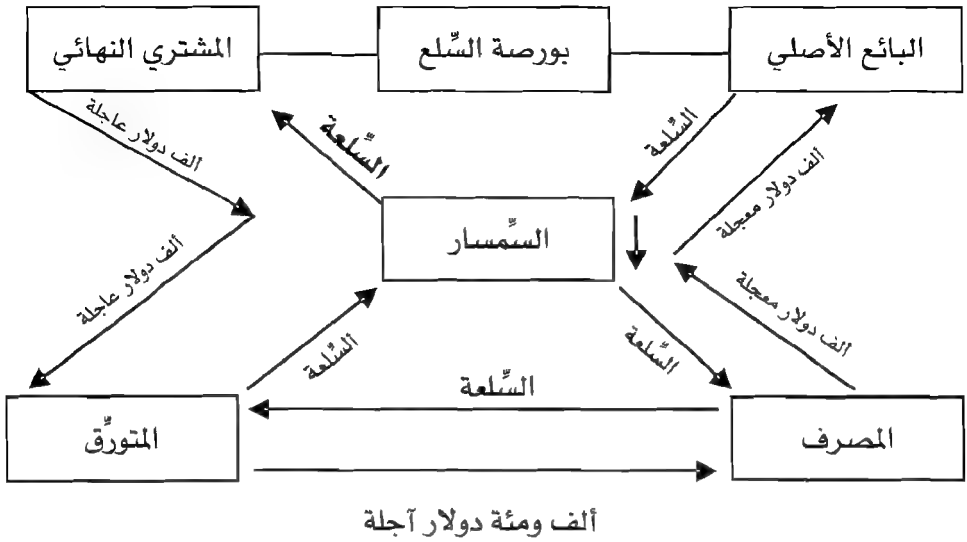 البائع الأصلي
بورصة السِّلع
المشتري النهائي
ألف دولار عاجلة
السِّلعة
السِّلعة
ألف دولار معجلة
السِّمسار
ألف دولار عاجلة
ألف دولار معجلة
السِّلعة
السِّلعة
السِّلعة
المصرف
المتورِّق
ألف ومئة دولار آجلة